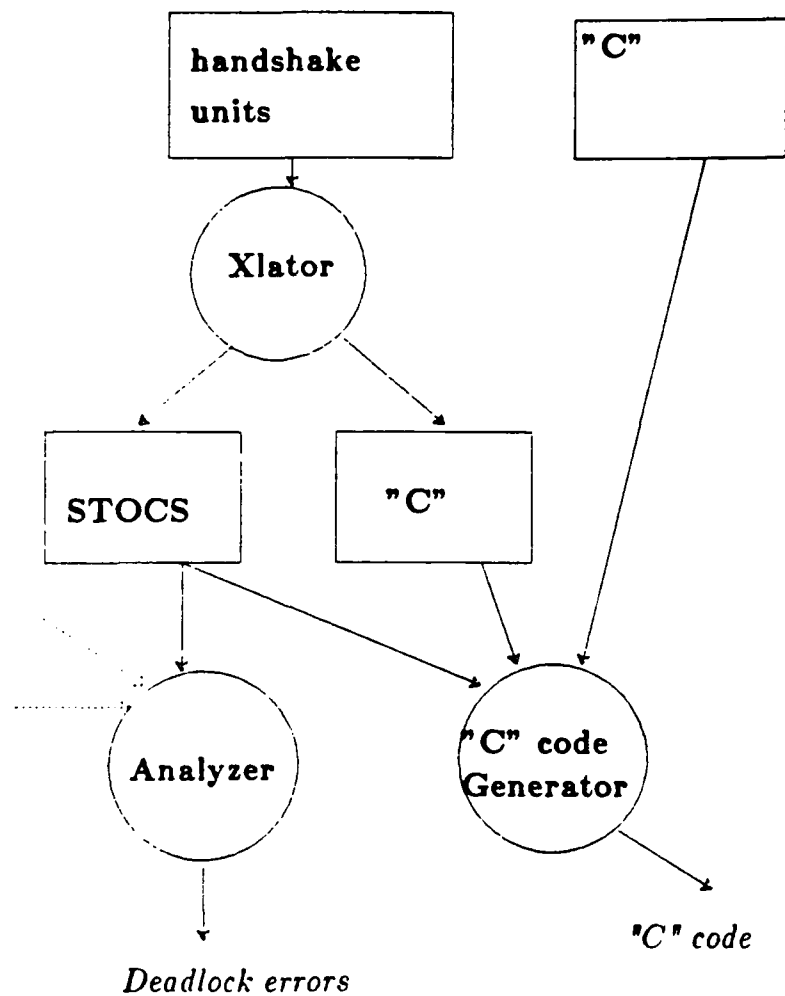 handshake
units
"C"
Xlator
STOCS
"C"
Analyzer
"C" code
Generator
"C" code
Deadlock errors